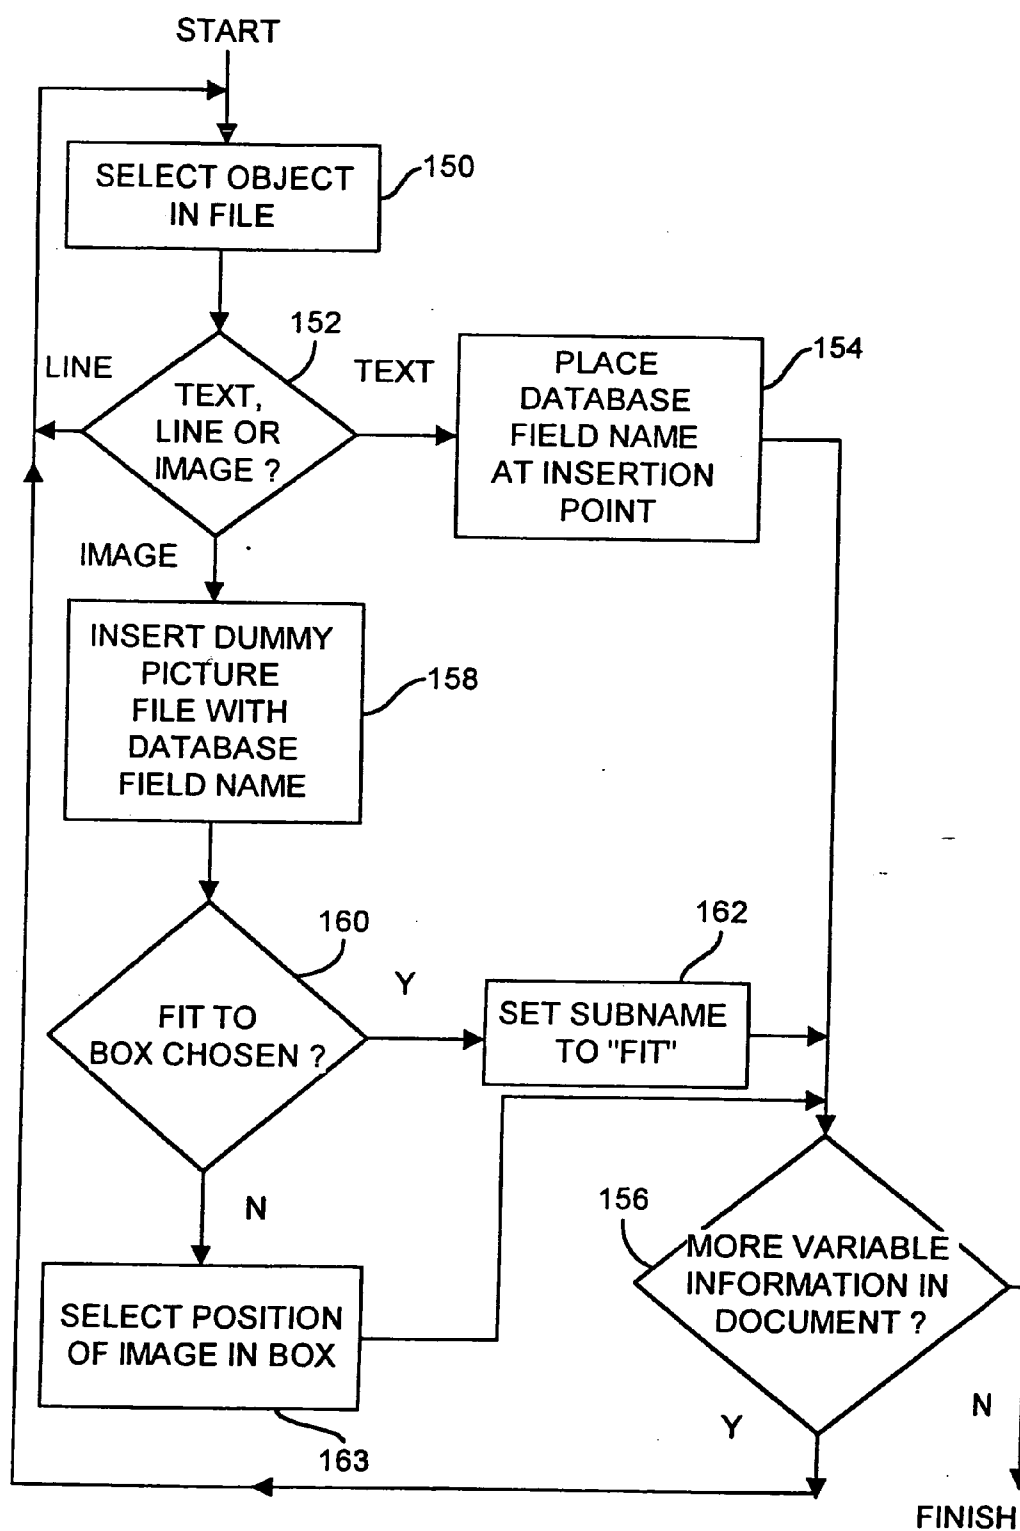 START
SELECT OBJECT
IN FILE
150
152
LINE
TEXT
TEXT,
LINE OR
IMAGE ?
PLACE
DATABASE
FIELD NAME
AT INSERTION
POINT
154
IMAGE
INSERT DUMMY
PICTURE
FILE WITH
DATABASE
FIELD NAME
158
160
FIT TO
BOX CHOSEN ?
Y
162
SET SUBNAME
TO "FIT"
N
156
MORE VARIABLE
INFORMATION IN
DOCUMENT ?
SELECT POSITION
OF IMAGE IN BOX
163
Y
N
FINISH